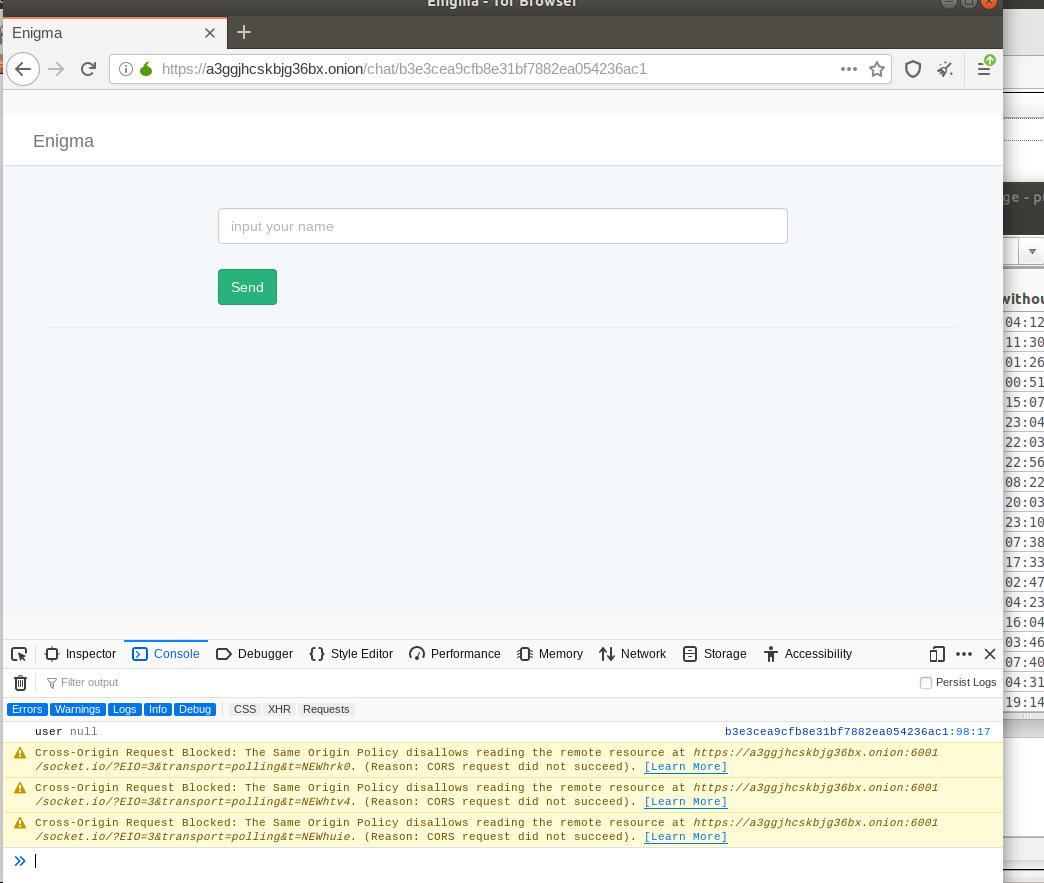 Enigma - Tor Browser
Enigma
https://a3ggjhcskbjg36bx.onion/chat/b3e3cea9cfb8e31bf7882ea054236ac1
Enigma
input your name
Send
Inspector Console Debugger Style Editor Performance Memory Network Storage Accessibility
Filter output Persist Logs
Errors Warnings Logs Info Debug CSS XHR Requests
user null b3e3cea9cfb8e31bf7882ea054236ac1:98:17
Cross-Origin Request Blocked: The Same Origin Policy disallows reading the remote resource at https://a3ggjhcskbjg36bx.onion:6001
/socket.io/?EIO=3&transport=polling&t=NEWhrk0. (Reason: CORS request did not succeed). [Learn More]
Cross-Origin Request Blocked: The Same Origin Policy disallows reading the remote resource at https://a3ggjhcskbjg36bx.onion:6001
/socket.io/?EIO=3&transport=polling&t=NEWhtv4. (Reason: CORS request did not succeed). [Learn More]
Cross-Origin Request Blocked: The Same Origin Policy disallows reading the remote resource at https://a3ggjhcskbjg36bx.onion:6001
/socket.io/?EIO=3&transport=polling&t=NEWhuie. (Reason: CORS request did not succeed). [Learn More]
04:12
11:30
01:26
00:51
15:07
23:04
22:03
22:56
08:22
20:03
23:10
07:38
17:33
02:47
04:23
16:04
03:46
07:40
04:31
19:14